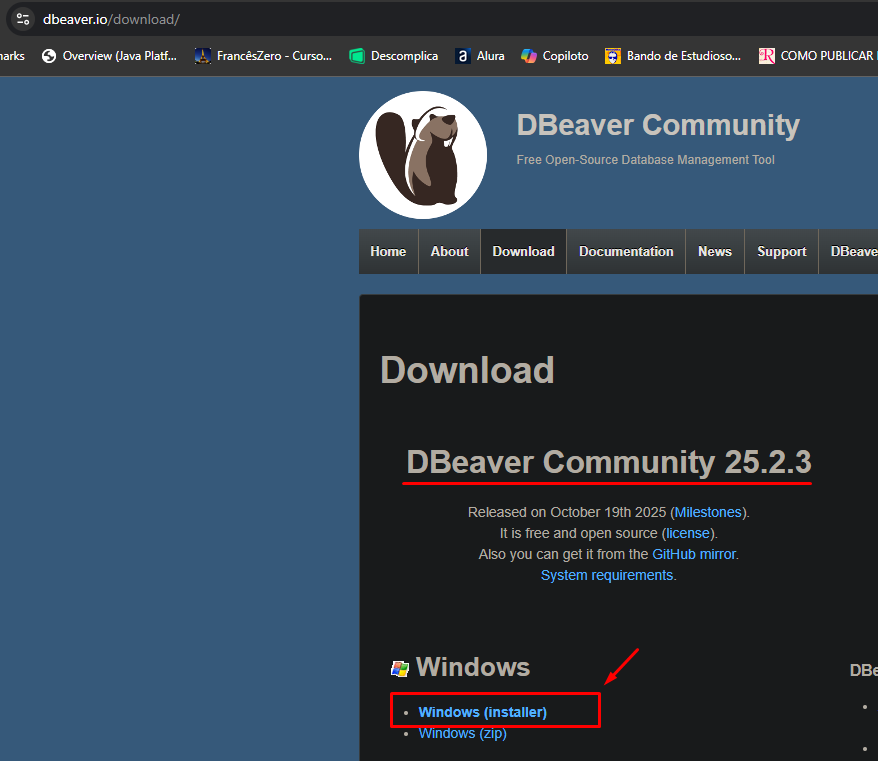 dbeaver.io/download/
arks
Overview (Java Platf...
FrancêsZero - Curso...
Descomplica
a
Alura
Copiloto
Bando de Estudioso...
COMO PUBLICAR
DBeaver Community
Free Open-Source Database Management Tool
Home
About
Download
Documentation
News
Support
DBeave
Download
DBeaver Community 25.2.3
Released on October 19th 2025 (Milestones).
It is free and open source (license).
Also you can get it from the GitHub mirror.
System requirements.
Windows
DBe
Windows (installer)
Windows (zip)